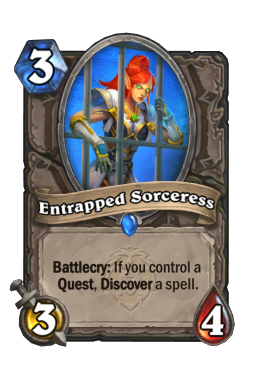 3
Entrapped Sorceress
Battlecry: If you control a
Quest, Discover a spell.
3
4